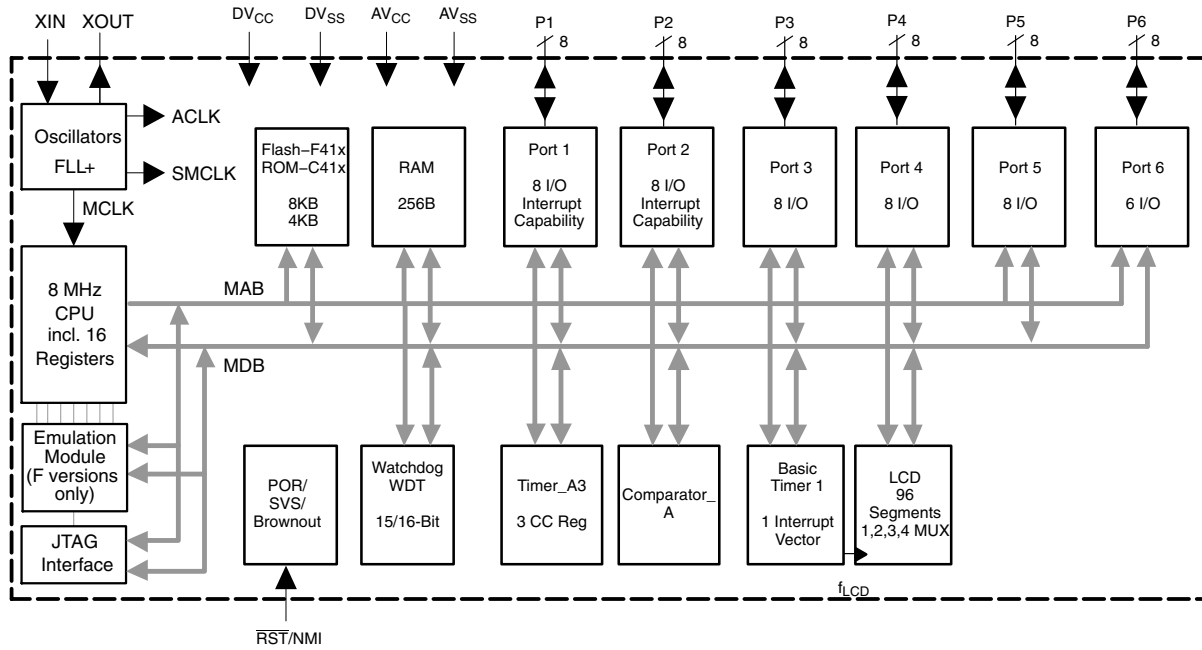 XIN XOUT DVCC DVSS AVCC AVSS P1 P2 P3 P4 P5 P6
8 8 8 8 8 8
Oscillators
FLL+
ACLK
SMCLK
MCLK
Flash–F41x
ROM–C41x
8KB
4KB
RAM
256B
Port 1
8 I/O
Interrupt
Capability
Port 2
8 I/O
Interrupt
Capability
Port 3
8 I/O
Port 4
8 I/O
Port 5
8 I/O
Port 6
6 I/O
8 MHz
CPU
incl. 16
Registers
MAB
MDB
Emulation
Module
(F versions
only)
JTAG
Interface
POR/
SVS/
Brownout
Watchdog
WDT
15/16-Bit
Timer_A3
3 CC Reg
Comparator_
A
Basic
Timer 1
1 Interrupt
Vector
LCD
96
Segments
1,2,3,4 MUX
fLCD
RST/NMI